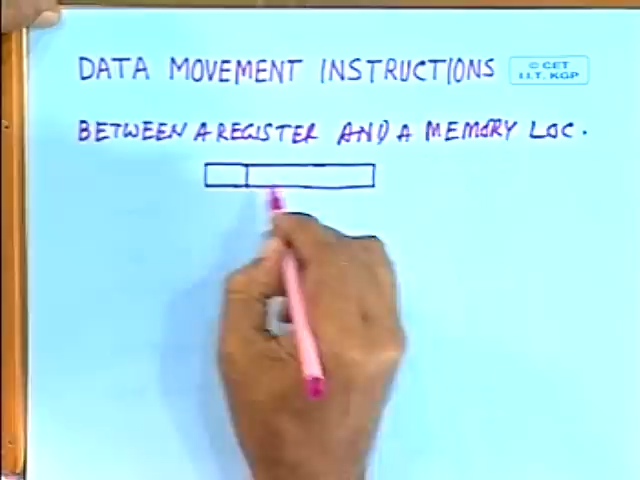 DATA MOVEMENT INSTRUCTIONS
© CET
I.I.T. KGP
BETWEEN A REGISTER AND A MEMORY LOC.